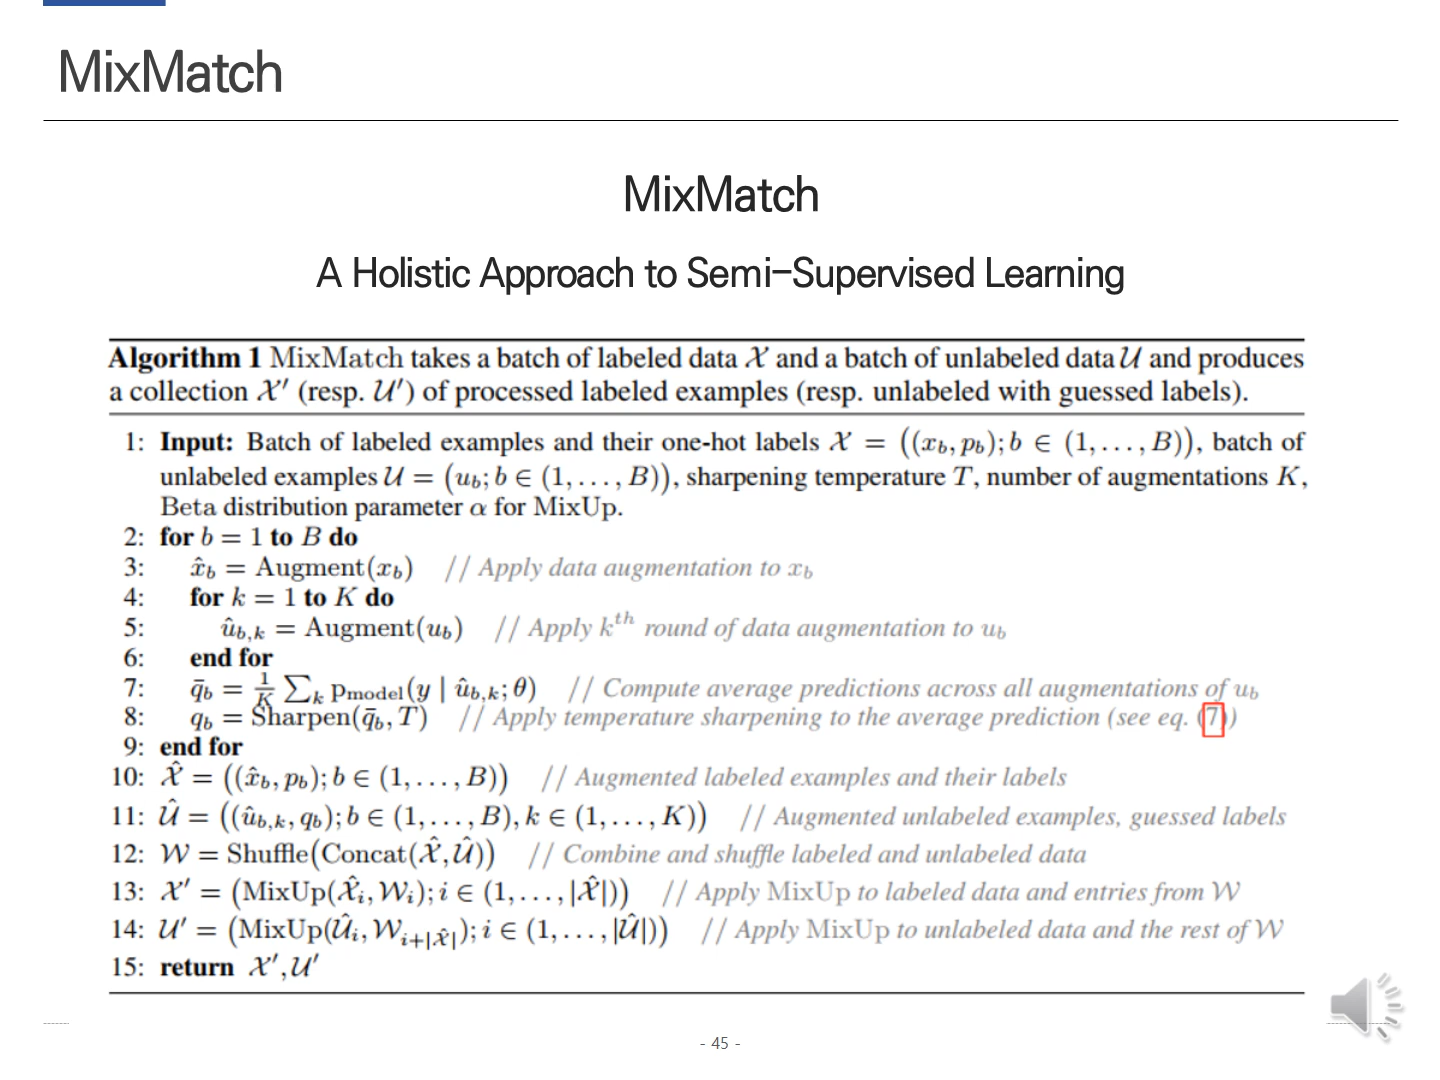 MixMatch
MixMatch
A Holistic Approach to Semi-Supervised Learning
Algorithm 1 MixMatch takes a batch of labeled data 𝒳 and a batch of unlabeled data 𝒰 and produces
a collection 𝒳′ (resp. 𝒰′) of processed labeled examples (resp. unlabeled with guessed labels).
1: Input: Batch of labeled examples and their one-hot labels 𝒳 = ((x_b, p_b); b ∈ (1, . . . , B)), batch of
unlabeled examples 𝒰 = (u_b; b ∈ (1, . . . , B)), sharpening temperature T, number of augmentations K,
Beta distribution parameter α for MixUp.
2: for b = 1 to B do
3: x̂_b = Augment(x_b) // Apply data augmentation to x_b
4: for k = 1 to K do
5: û_{b,k} = Augment(u_b) // Apply k^{th} round of data augmentation to u_b
6: end for
7: q̄_b = 1/K ∑_k p_model(y | û_{b,k}; θ) // Compute average predictions across all augmentations of u_b
8: q_b = Sharpen(q̄_b, T) // Apply temperature sharpening to the average prediction (see eq. (7))
9: end for
10: 𝒳̂ = ((x̂_b, p_b); b ∈ (1, . . . , B)) // Augmented labeled examples and their labels
11: 𝒰̂ = ((û_{b,k}, q_b); b ∈ (1, . . . , B), k ∈ (1, . . . , K)) // Augmented unlabeled examples, guessed labels
12: 𝒲 = Shuffle(Concat(𝒳̂, 𝒰̂)) // Combine and shuffle labeled and unlabeled data
13: 𝒳′ = (MixUp(𝒳̂_i, 𝒲_i); i ∈ (1, . . . , |𝒳̂|)) // Apply MixUp to labeled data and entries from 𝒲
14: 𝒰′ = (MixUp(𝒰̂_i, 𝒲_{i+|𝒳̂|}); i ∈ (1, . . . , |𝒰̂|)) // Apply MixUp to unlabeled data and the rest of 𝒲
15: return 𝒳′, 𝒰′
- 45 -